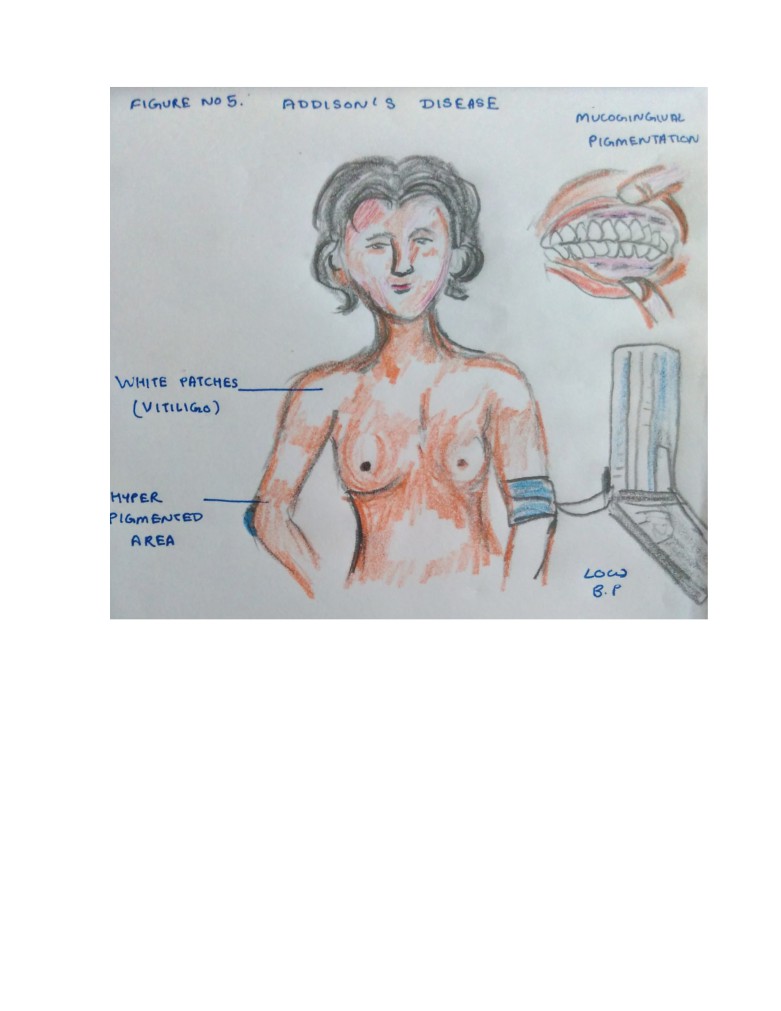 FIGURE NO 5. ADDISON'S DISEASE
MUCOGINGIVAL
PIGMENTATION
WHITE PATCHES
(VITILIGO)
HYPER
PIGMENTED
AREA
LOW
B.P